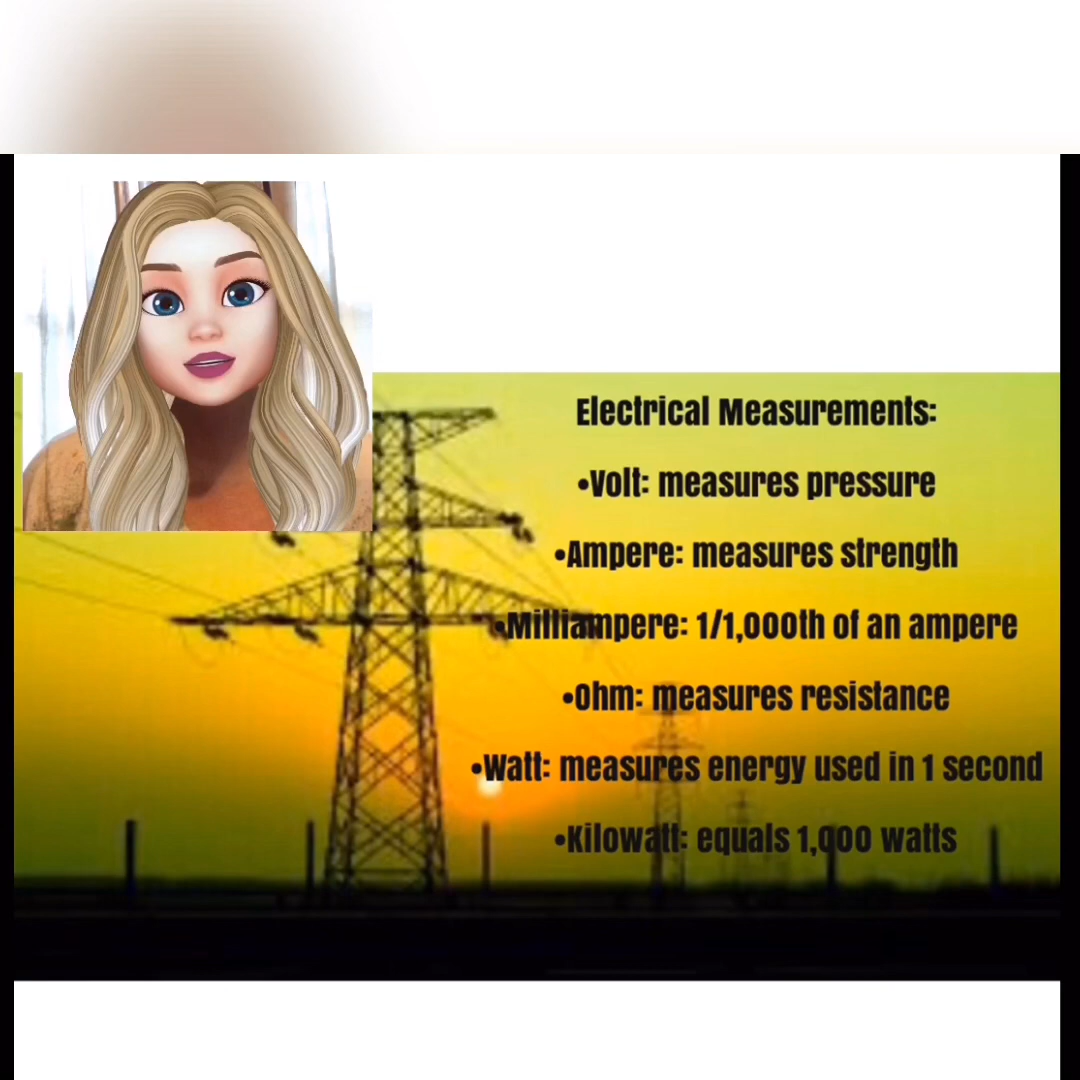 Electrical Measurements:
•Volt: measures pressure
•Ampere: measures strength
•Milliampere: 1/1,000th of an ampere
•Ohm: measures resistance
•Watt: measures energy used in 1 second
•Kilowatt: equals 1,000 watts